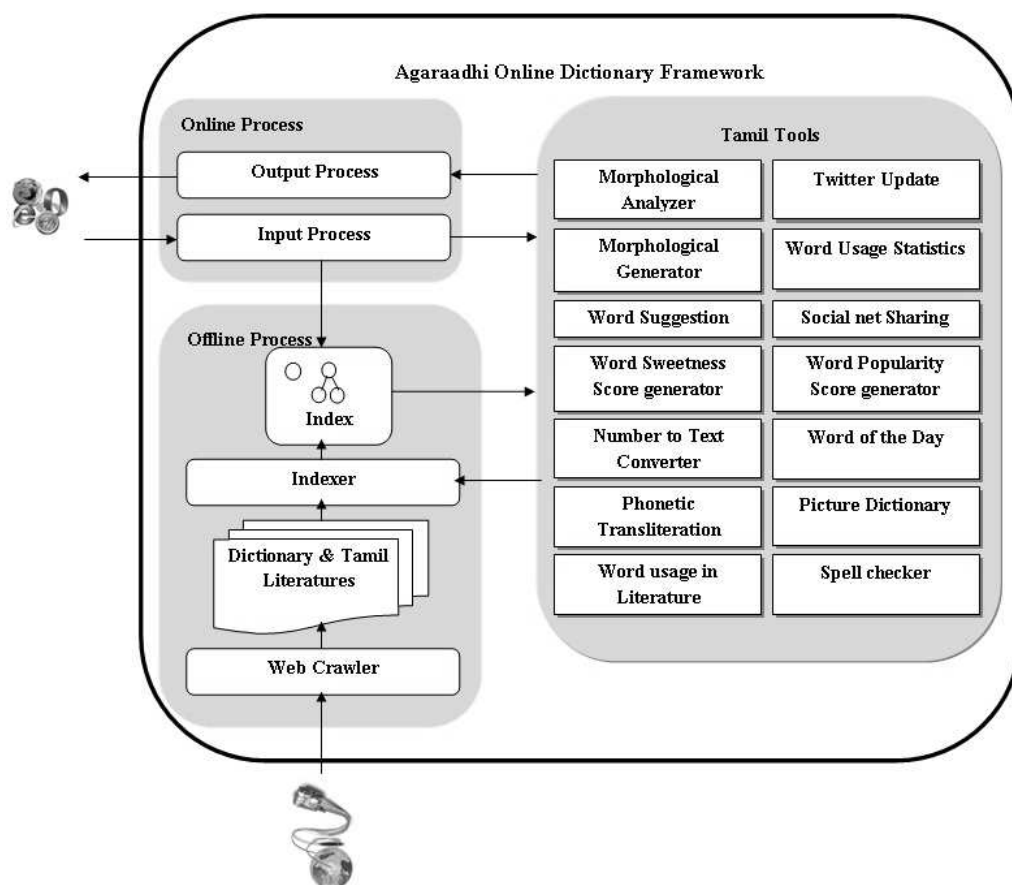 Agaraadhi Online Dictionary Framework
Online Process
Output Process
Input Process
Offline Process
Index
Indexer
Dictionary & Tamil
Literatures
Web Crawler
Tamil Tools
Morphological
Analyzer
Twitter Update
Morphological
Generator
Word Usage Statistics
Word Suggestion
Social net Sharing
Word Sweetness
Score generator
Word Popularity
Score generator
Number to Text
Converter
Word of the Day
Phonetic
Transliteration
Picture Dictionary
Word usage in
Literature
Spell checker